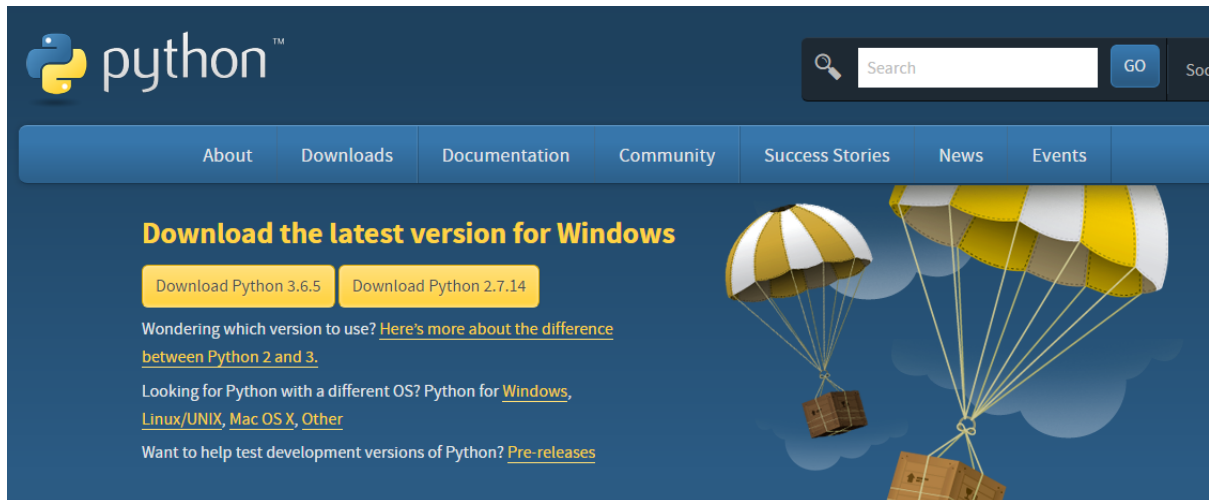 python™
Search
GO
Soc
About Downloads Documentation Community Success Stories News Events
Download the latest version for Windows
Download Python 3.6.5 Download Python 2.7.14
Wondering which version to use? Here's more about the difference
between Python 2 and 3.
Looking for Python with a different OS? Python for Windows,
Linux/UNIX, Mac OS X, Other
Want to help test development versions of Python? Pre-releases